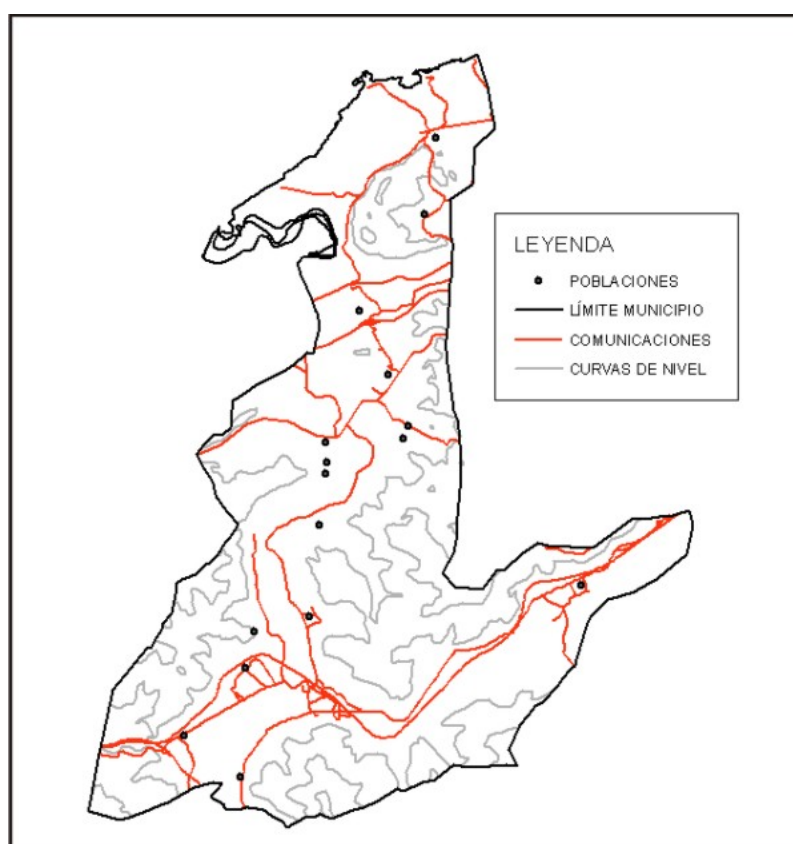 LEYENDA
POBLACIONES
LÍMITE MUNICIPIO
COMUNICACIONES
CURVAS DE NIVEL